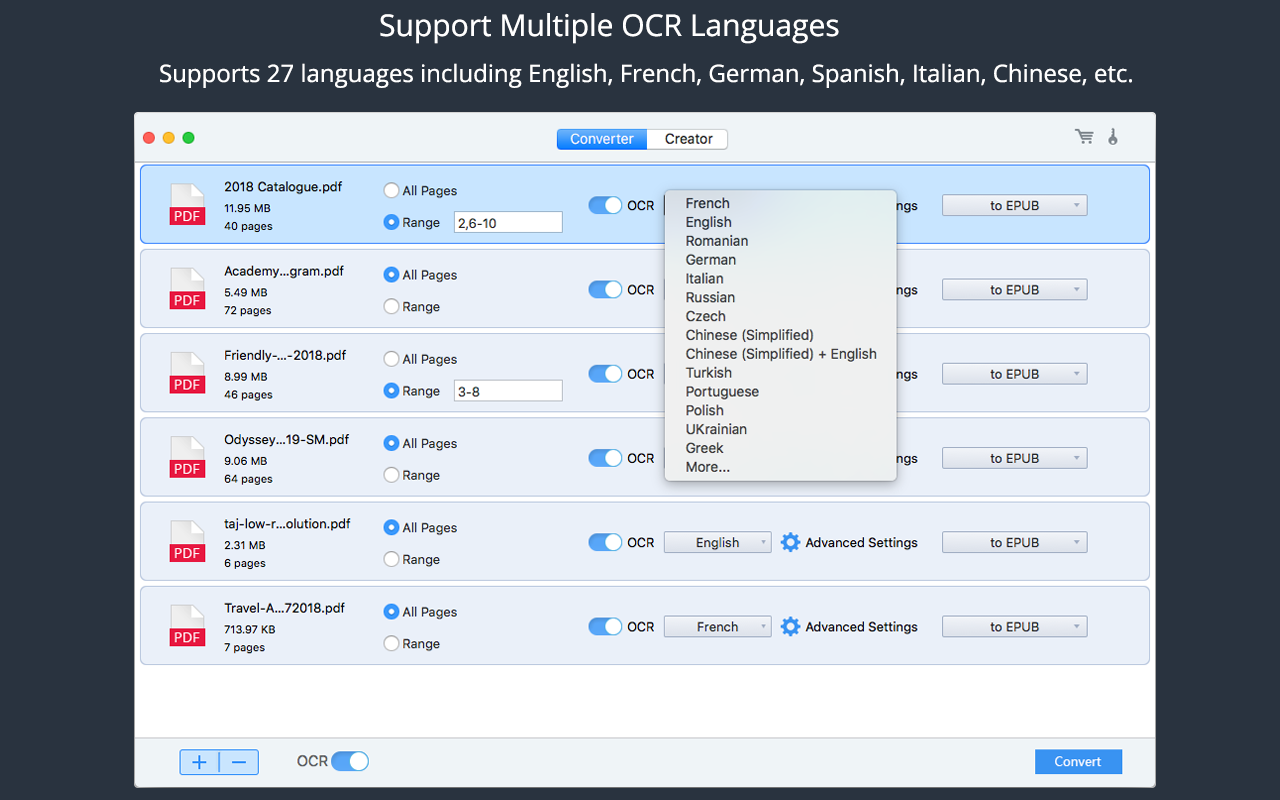 Support Multiple OCR Languages
Supports 27 languages including English, French, German, Spanish, Italian, Chinese, etc.
Converter Creator
2018 Catalogue.pdf
11.95 MB
40 pages
PDF
All Pages
Range 2,6-10
OCR
ngs
to EPUB
Academy...gram.pdf
5.49 MB
72 pages
PDF
All Pages
Range
OCR
ngs
to EPUB
Friendly-...-2018.pdf
8.99 MB
46 pages
PDF
All Pages
Range 3-8
OCR
ngs
to EPUB
Odyssey...19-SM.pdf
9.06 MB
64 pages
PDF
All Pages
Range
OCR
ngs
to EPUB
French
English
Romanian
German
Italian
Russian
Czech
Chinese (Simplified)
Chinese (Simplified) + English
Turkish
Portuguese
Polish
UKrainian
Greek
More...
taj-low-r...olution.pdf
2.31 MB
6 pages
PDF
All Pages
Range
OCR English Advanced Settings to EPUB
Travel-A...72018.pdf
713.97 KB
7 pages
PDF
All Pages
Range
OCR French Advanced Settings to EPUB
+ − OCR Convert